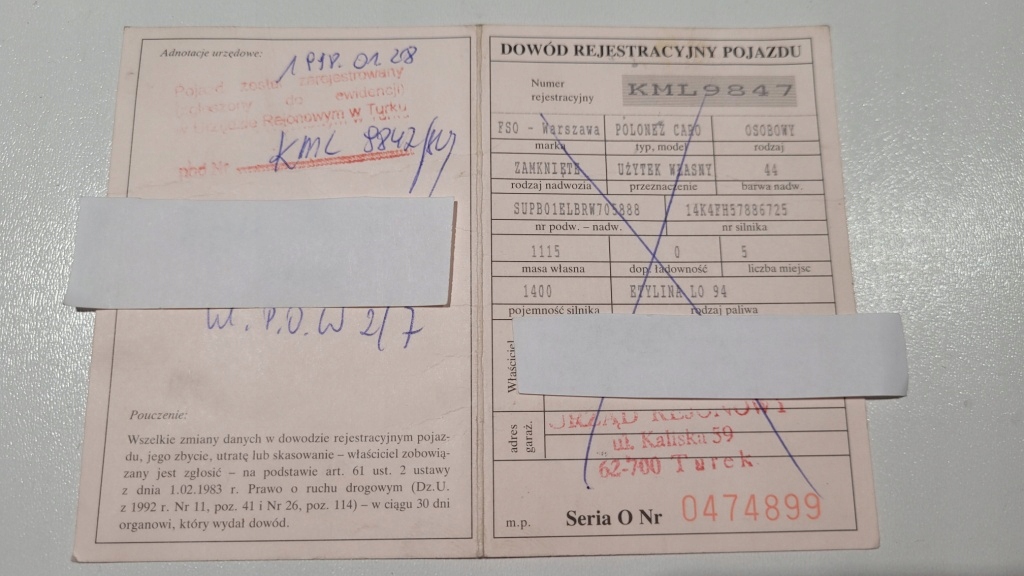 Adnotacje urzędowe:
1998.01.28
Pojazd został zarejestrowany
i włączony do ewidencji
w Urzędzie Rejonowym w Turku
pod Nr KML 9847
P.O.W 2/7
Pouczenie:
Wszelkie zmiany danych w dowodzie rejestracyjnym pojaz-
du, jego zbycie, utratę lub skasowanie – właściciel zobowią-
zany jest zgłosić – na podstawie art. 61 ust. 2 ustawy
z dnia 1.02.1983 r. Prawo o ruchu drogowym (Dz.U.
z 1992 r. Nr 11, poz. 41 i Nr 26, poz. 114) – w ciągu 30 dni
organowi, który wydał dowód.
DOWÓD REJESTRACYJNY POJAZDU
Numer
rejestracyjny
KML9847
FSO - Warszawa POLONEZ CARO OSOBOWY
marka typ, model rodzaj
ZAMKNIĘTE UŻYTEK WŁASNY 44
rodzaj nadwozia przeznaczenie barwa nadw.
SUPB01ELBRW705888 14K4FH57886725
nr podw. – nadw. nr silnika
1115 0 5
masa własna dop. ładowność liczba miejsc
1400 ETYLINA LO 94
pojemność silnika rodzaj paliwa
Właściciel
adres
garaż.
URZĄD REJONOWY
ul. Kaliska 59
62-700 Turek
m.p. Seria O Nr 0474899